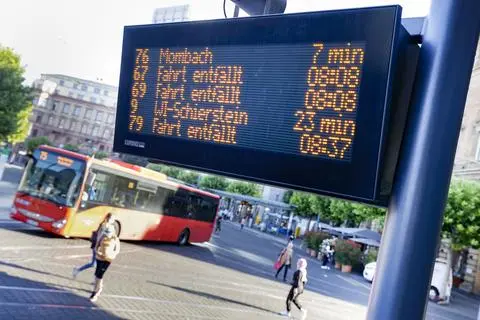 76 Mombach 7 min
67 Fahrt entfällt 08:08
69 Fahrt entfällt 08:08
9 WI-Schierstein 23 min
79 Fahrt entfällt 08:37